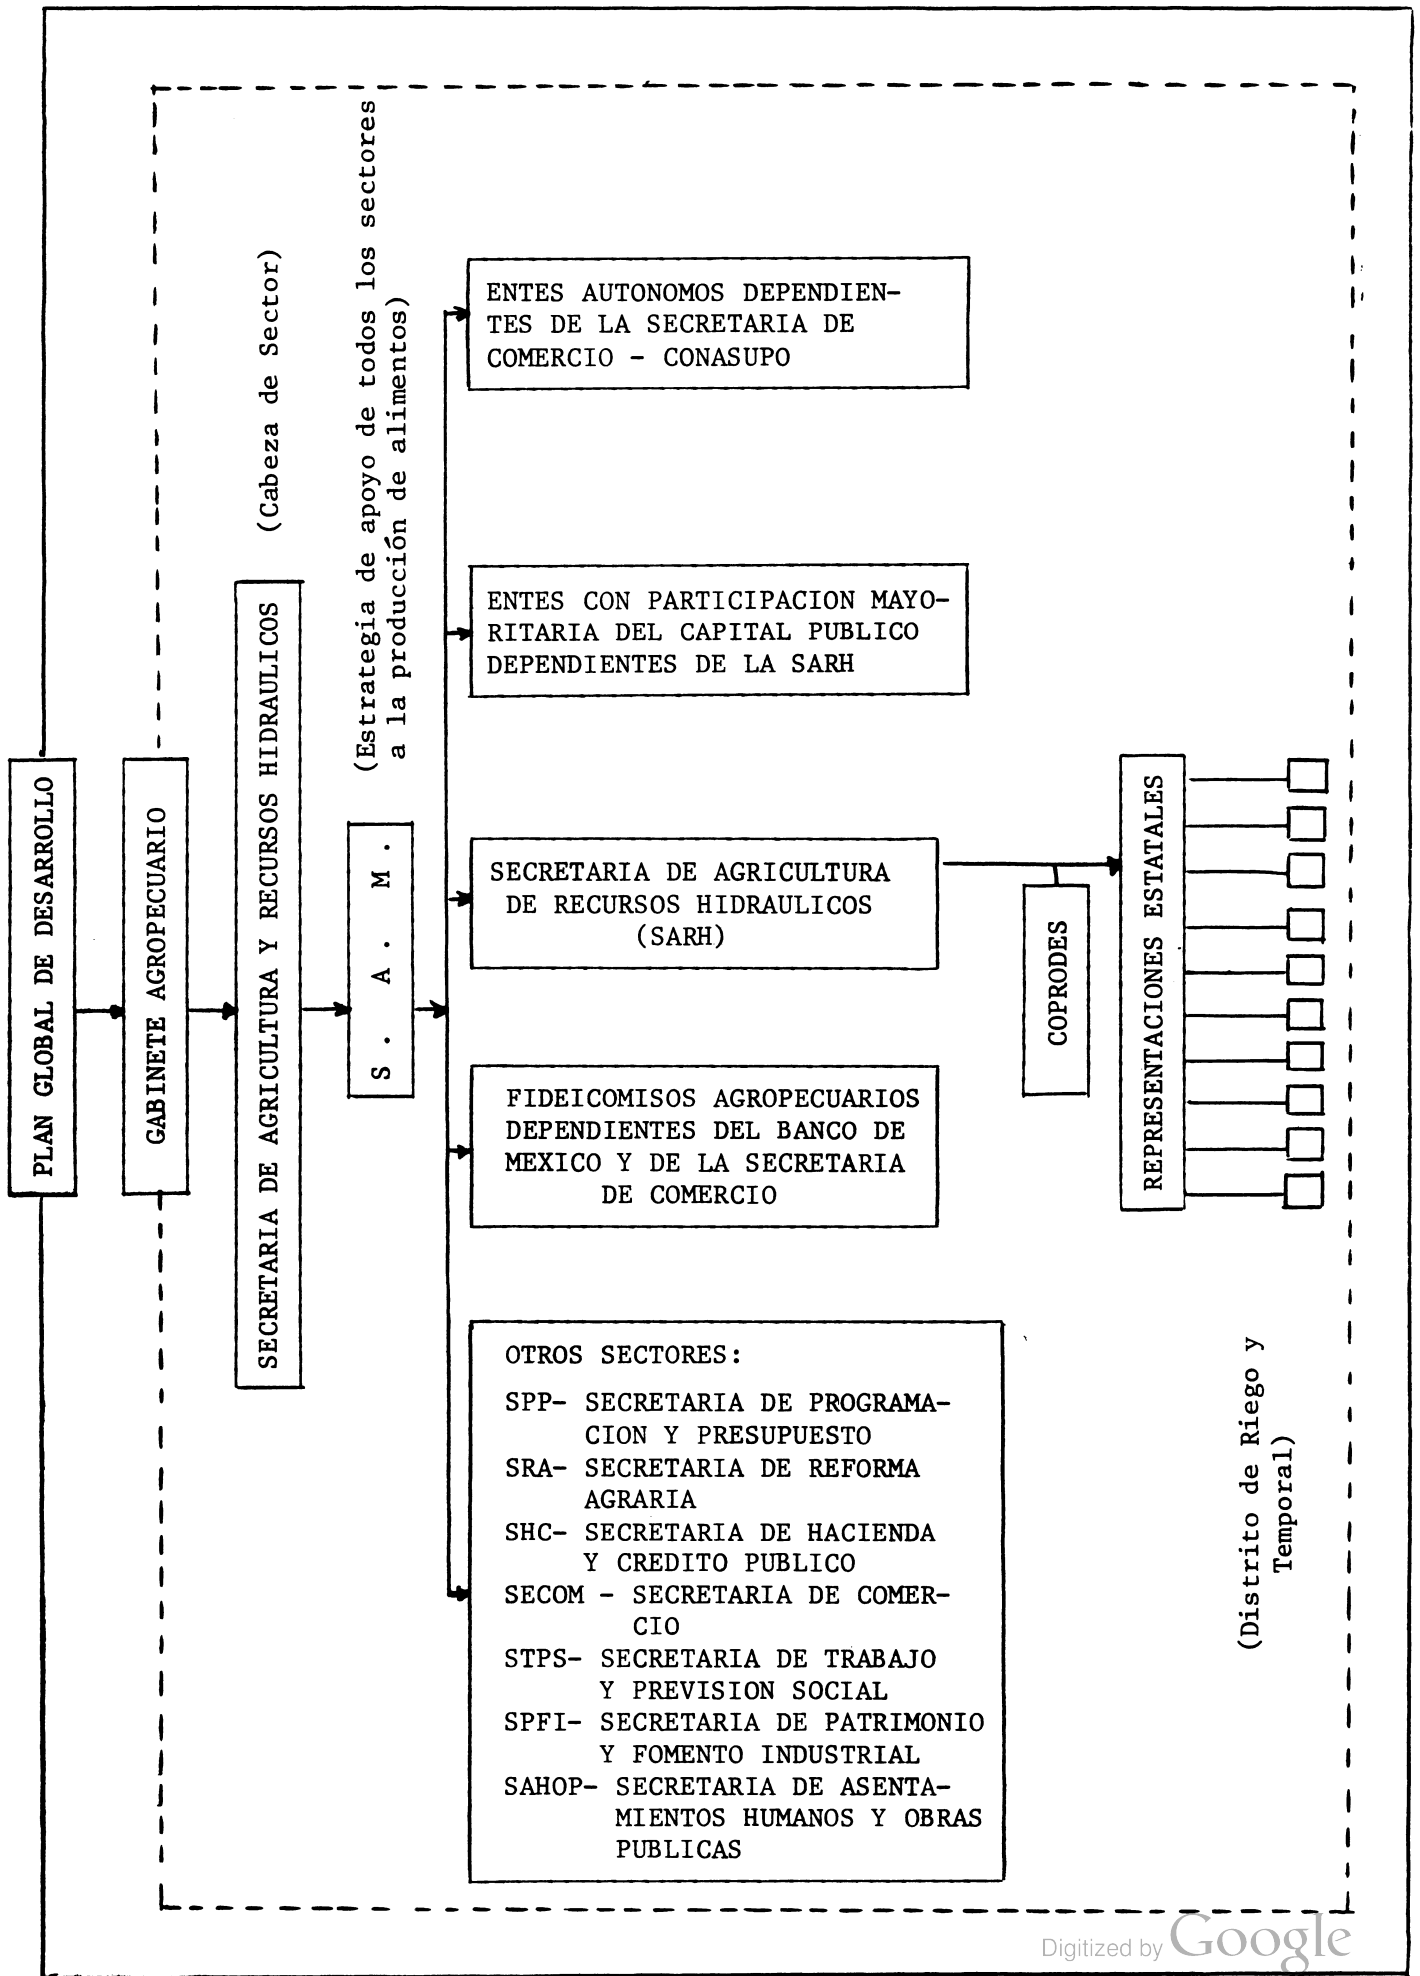 PLAN GLOBAL DE DESARROLLO
GABINETE AGROPECUARIO
SECRETARIA DE AGRICULTURA Y RECURSOS HIDRAULICOS
(Cabeza de Sector)
S. A. M.
(Estrategia de apoyo de todos los sectores
a la producción de alimentos)
ENTES AUTONOMOS DEPENDIEN-
TES DE LA SECRETARIA DE
COMERCIO - CONASUPO
ENTES CON PARTICIPACION MAYO-
RITARIA DEL CAPITAL PUBLICO
DEPENDIENTES DE LA SARH
SECRETARIA DE AGRICULTURA
DE RECURSOS HIDRAULICOS
(SARH)
FIDEICOMISOS AGROPECUARIOS
DEPENDIENTES DEL BANCO DE
MEXICO Y DE LA SECRETARIA
DE COMERCIO
OTROS SECTORES:
SPP- SECRETARIA DE PROGRAMA-
CION Y PRESUPUESTO
SRA- SECRETARIA DE REFORMA
AGRARIA
SHC- SECRETARIA DE HACIENDA
Y CREDITO PUBLICO
SECOM - SECRETARIA DE COMER-
CIO
STPS- SECRETARIA DE TRABAJO
Y PREVISION SOCIAL
SPFI- SECRETARIA DE PATRIMONIO
Y FOMENTO INDUSTRIAL
SAHOP- SECRETARIA DE ASENTA-
MIENTOS HUMANOS Y OBRAS
PUBLICAS
COPRODES
REPRESENTACIONES ESTATALES
(Distrito de Riego y
Temporal)
Digitized by Google